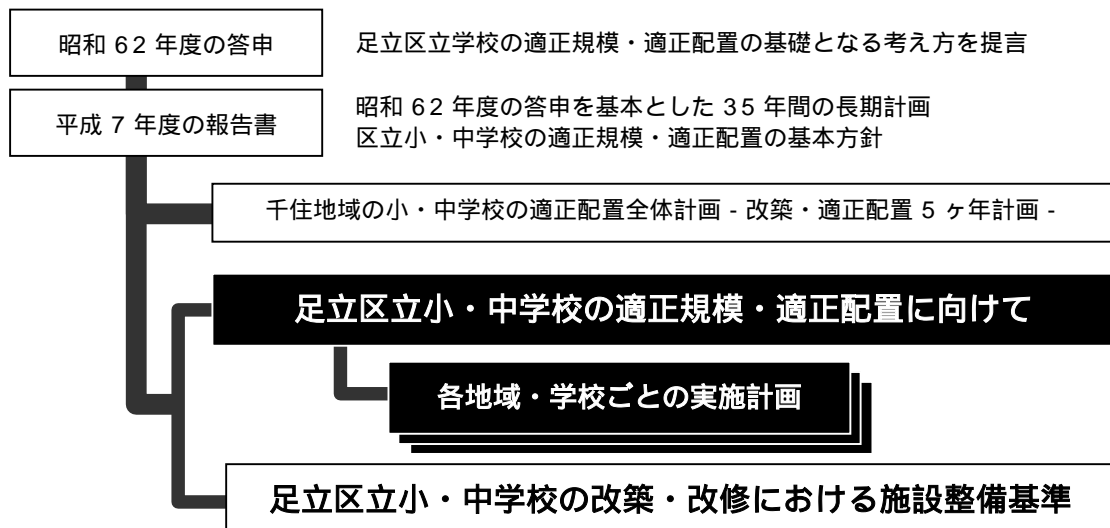 昭和 62 年度の答申
足立区立学校の適正規模・適正配置の基礎となる考え方を提言
平成 7 年度の報告書
昭和 62 年度の答申を基本とした 35 年間の長期計画
区立小・中学校の適正規模・適正配置の基本方針
千住地域の小・中学校の適正配置全体計画 - 改築・適正配置 5 ヶ年計画 -
足立区立小・中学校の適正規模・適正配置に向けて
各地域・学校ごとの実施計画
足立区立小・中学校の改築・改修における施設整備基準